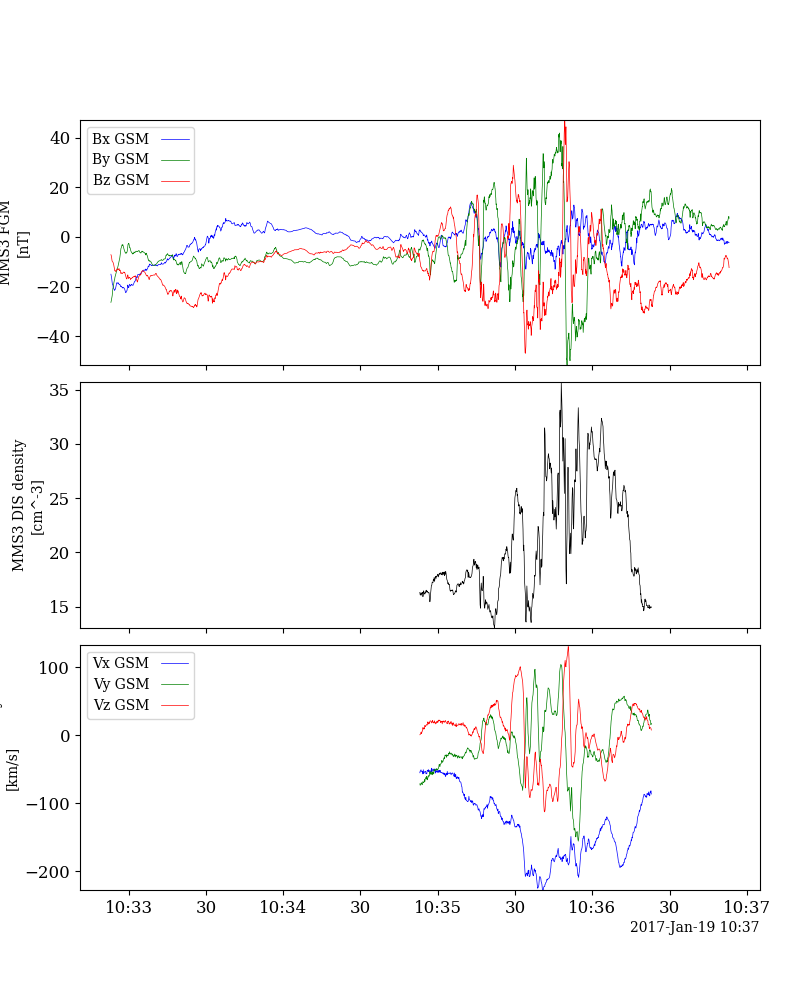 40
20
0
−20
−40
MMS3 FGM
[nT]
Bx GSM
By GSM
Bz GSM
35
30
25
20
15
MMS3 DIS density
[cm^-3]
100
0
−100
−200
[km/s]
Vx GSM
Vy GSM
Vz GSM
10:33 30 10:34 30 10:35 30 10:36 30 10:37
2017-Jan-19 10:37